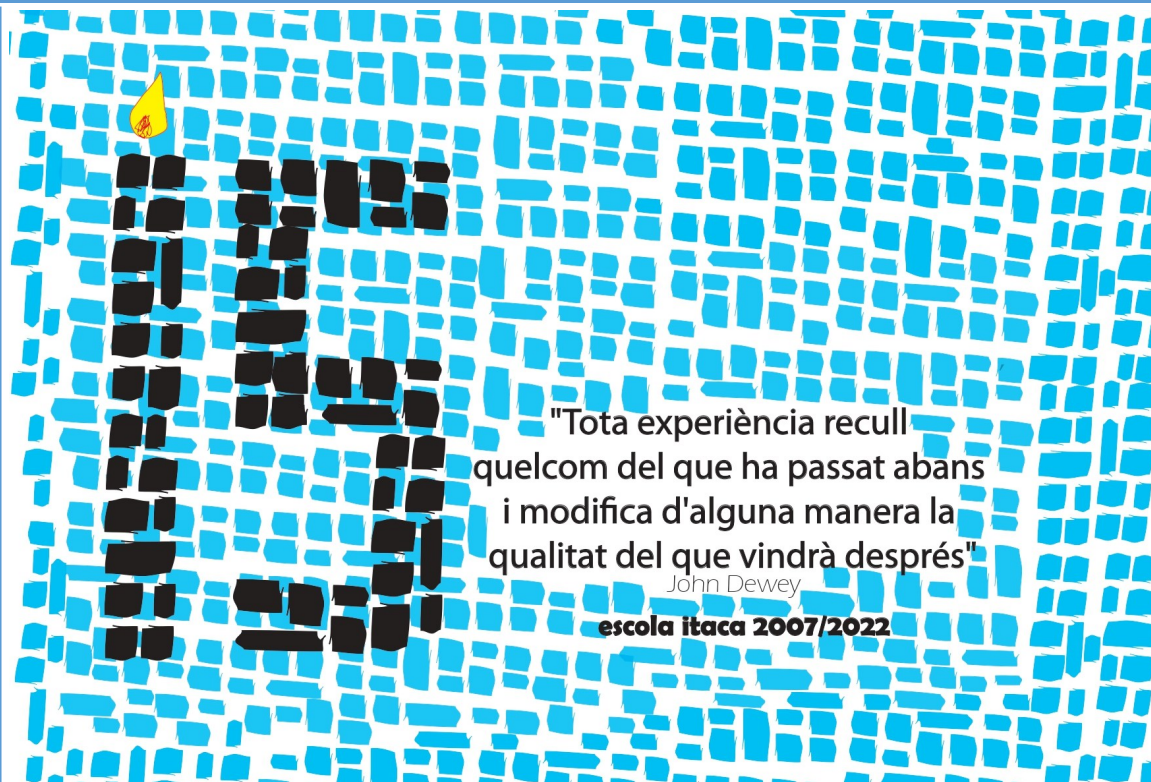 15
"Tota experiència recull
quelcom del que ha passat abans
i modifica d'alguna manera la
qualitat del que vindrà després"
John Dewey
escola itaca 2007/2022